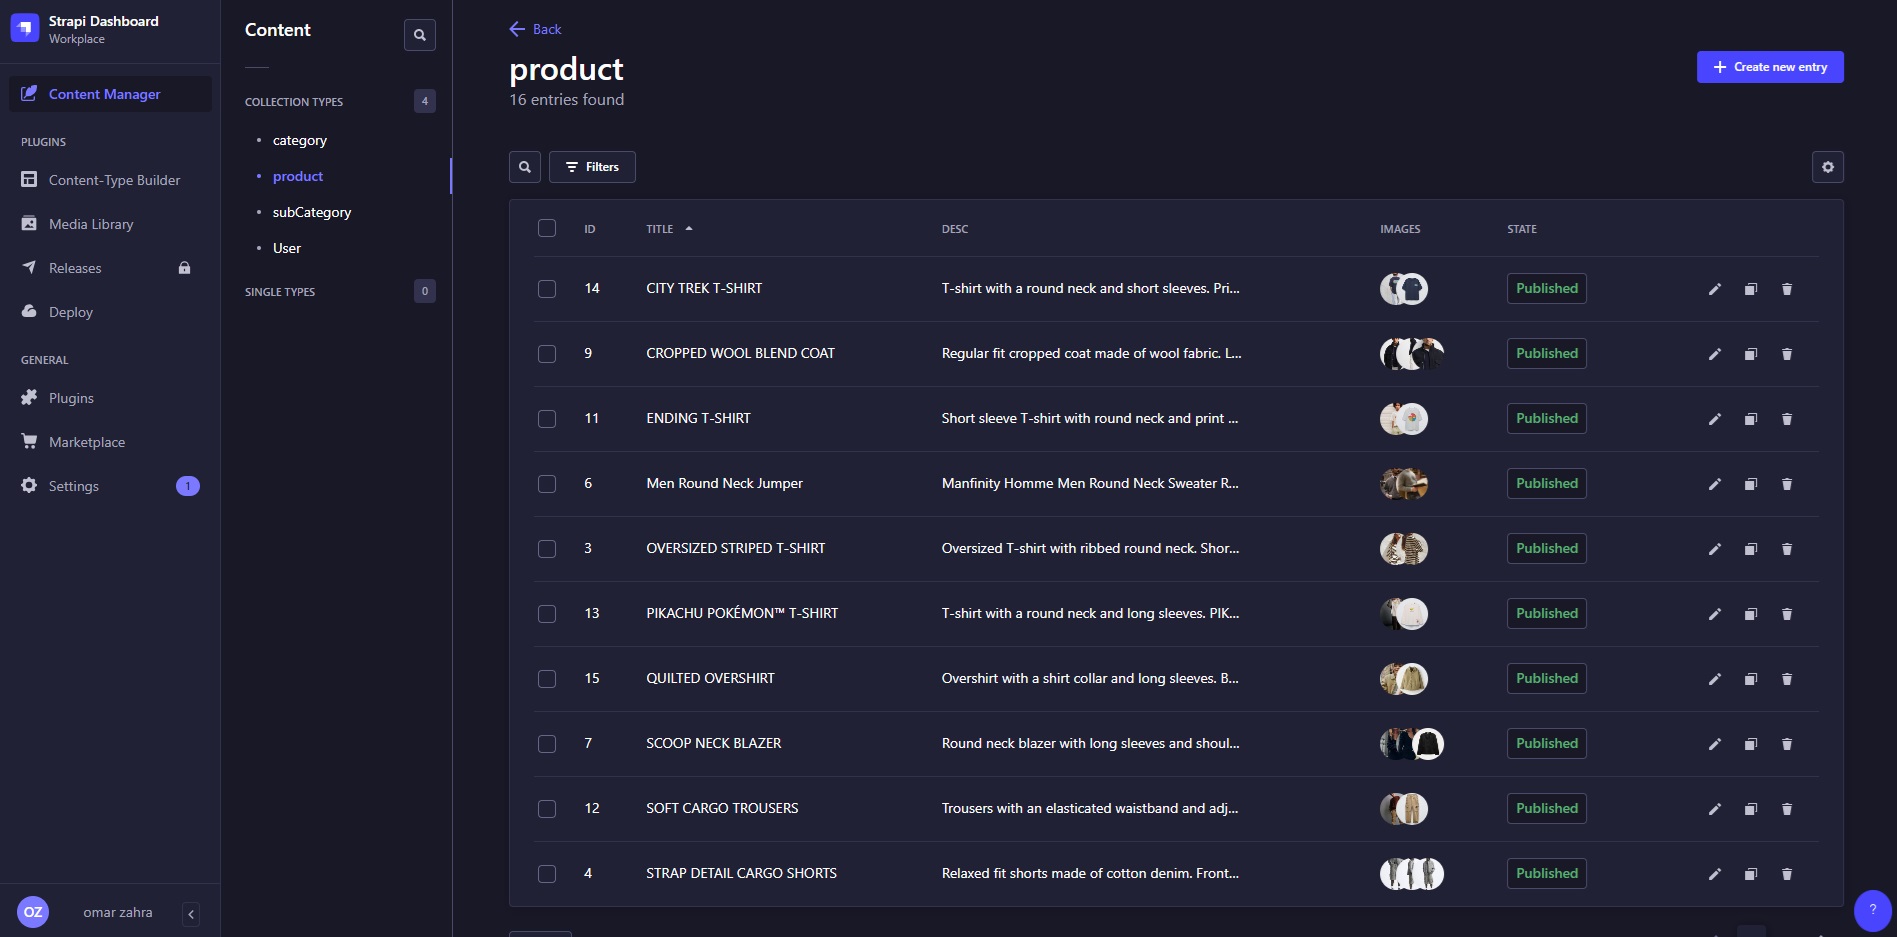 Strapi Dashboard
Workplace
Content Manager
PLUGINS
Content-Type Builder
Media Library
Releases
Deploy
GENERAL
Plugins
Marketplace
Settings 1
OZ omar zahra
Content
COLLECTION TYPES 4
category
product
subCategory
User
SINGLE TYPES 0
Back
product
16 entries found
Create new entry
Filters
ID TITLE DESC IMAGES STATE
14 CITY TREK T-SHIRT T-shirt with a round neck and short sleeves. Pri... Published
9 CROPPED WOOL BLEND COAT Regular fit cropped coat made of wool fabric. L... Published
11 ENDING T-SHIRT Short sleeve T-shirt with round neck and print ... Published
6 Men Round Neck Jumper Manfinity Homme Men Round Neck Sweater R... Published
3 OVERSIZED STRIPED T-SHIRT Oversized T-shirt with ribbed round neck. Shor... Published
13 PIKACHU POKÉMON™ T-SHIRT T-shirt with a round neck and long sleeves. PIK... Published
15 QUILTED OVERSHIRT Overshirt with a shirt collar and long sleeves. B... Published
7 SCOOP NECK BLAZER Round neck blazer with long sleeves and shoul... Published
12 SOFT CARGO TROUSERS Trousers with an elasticated waistband and adj... Published
4 STRAP DETAIL CARGO SHORTS Relaxed fit shorts made of cotton denim. Front... Published
?